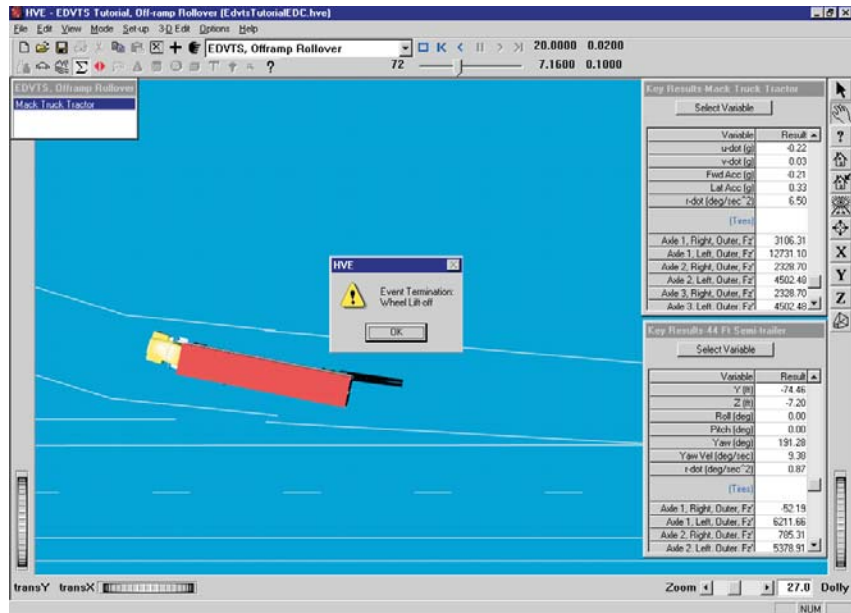 HVE - EDVTS Tutorial, Off-ramp Rollover (EdvtsTutorialEDC.hve)
File Edit View Mode Set-up 3-D Edit Options Help
EDVTS, Offramp Rollover
20.0000 0.0200
? 72 7.1600 0.1000
EDVTS, Offramp Rollover
Mack Truck Tractor
Key Results-Mack Truck Tractor
Select Variable
Variable Result
u-dot (g) -0.22
v-dot (g) 0.03
Fwd Acc (g) -0.21
Lat Acc (g) 0.33
r-dot (deg/sec^2) 6.50
(Tires)
Axle 1, Right, Outer, Fz' 3106.31
Axle 1, Left, Outer, Fz' 12731.10
Axle 2, Right, Outer, Fz' 2328.70
Axle 2, Left, Outer, Fz' 4502.48
Axle 3, Right, Outer, Fz' 2328.70
Axle 3, Left, Outer, Fz' 4502.48
?
X
Y
Z
HVE
Event Termination:
Wheel Lift-off
OK
Key Results-44 Ft Semi-trailer
Select Variable
Variable Result
Y (ft) -74.46
Z (ft) -7.20
Roll (deg) 0.00
Pitch (deg) 0.00
Yaw (deg) 191.28
Yaw Vel (deg/sec) 9.38
r-dot (deg/sec^2) 0.87
(Tires)
Axle 1, Right, Outer, Fz' -52.19
Axle 1, Left, Outer, Fz' 6211.66
Axle 2, Right, Outer, Fz' 785.31
Axle 2, Left, Outer, Fz' 5378.91
transY transX
Zoom 27.0 Dolly
NUM